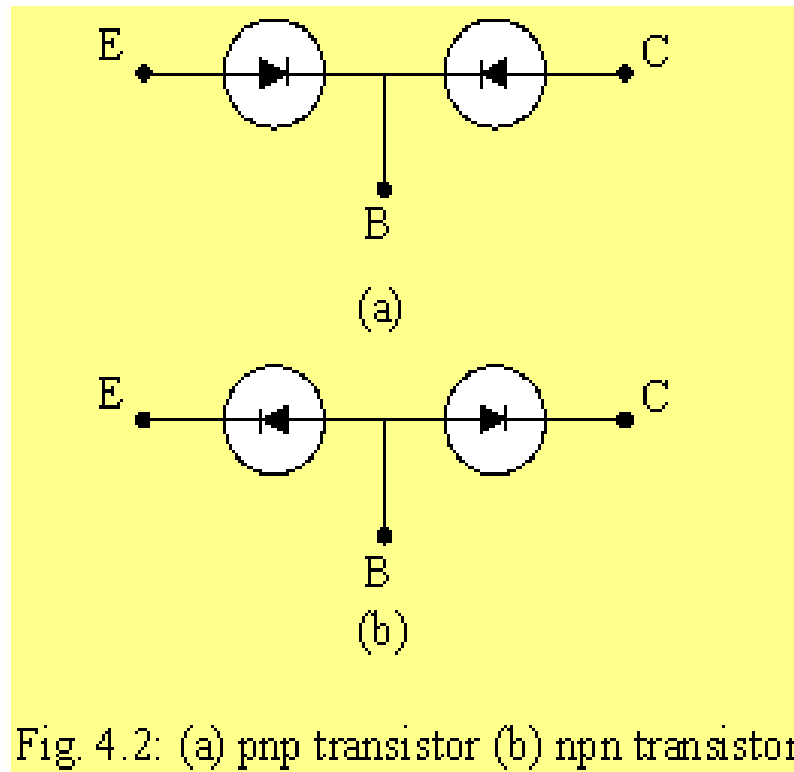 E C
B
(a)
E C
B
(b)
Fig. 4.2: (a) pnp transistor (b) npn transistor